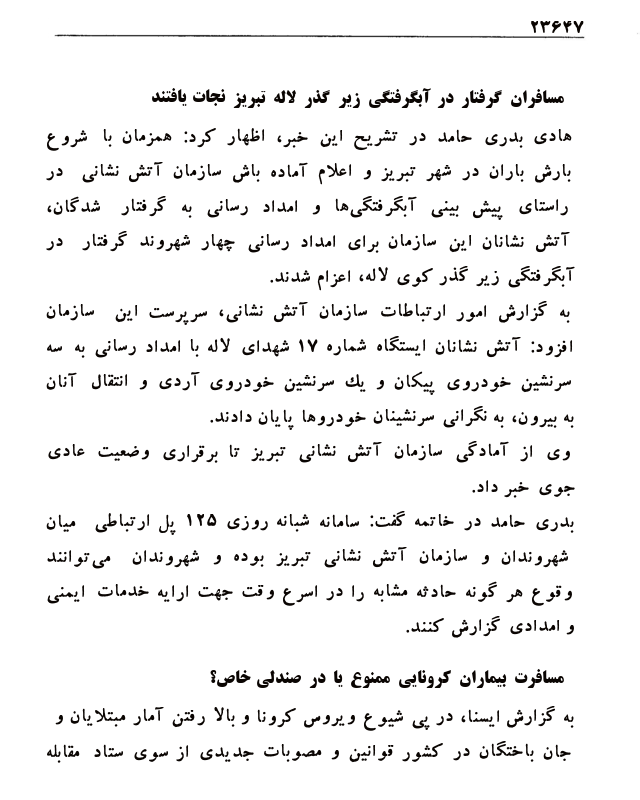 ۲۳۶۴۷
مسافران گرفتار در آبگرفتگی زیر گذر لاله تبریز نجات یافتند
هادی بدری حامد در تشریح این خبر، اظهار کرد: همزمان با شروع
بارش باران در شهر تبریز و اعلام آماده باش سازمان آتش نشانی در
راستای پیش بینی آبگرفتگی‌ها و امداد رسانی به گرفتار شدگان،
آتش نشانان این سازمان برای امداد رسانی چهار شهروند گرفتار در
آبگرفتگی زیر گذر کوی لاله، اعزام شدند.
به گزارش امور ارتباطات سازمان آتش نشانی، سرپرست این سازمان
افزود: آتش نشانان ایستگاه شماره ۱۷ شهدای لاله با امداد رسانی به سه
سرنشین خودروی پیکان و یك سرنشین خودروی آردی و انتقال آنان
به بیرون، به نگرانی سرنشینان خودروها پایان دادند.
وی از آمادگی سازمان آتش نشانی تبریز تا برقراری وضعیت عادی
جوی خبر داد.
بدری حامد در خاتمه گفت: سامانه شبانه روزی ۱۲۵ پل ارتباطی میان
شهروندان و سازمان آتش نشانی تبریز بوده و شهروندان می‌توانند
وقوع هر گونه حادثه مشابه را در اسرع وقت جهت ارایه خدمات ایمنی
و امدادی گزارش کنند.
مسافرت بیماران کرونایی ممنوع یا در صندلی خاص؟
به گزارش ایسنا، در پی شیوع ویروس کرونا و بالا رفتن آمار مبتلایان و
جان باختگان در کشور قوانین و مصوبات جدیدی از سوی ستاد مقابله